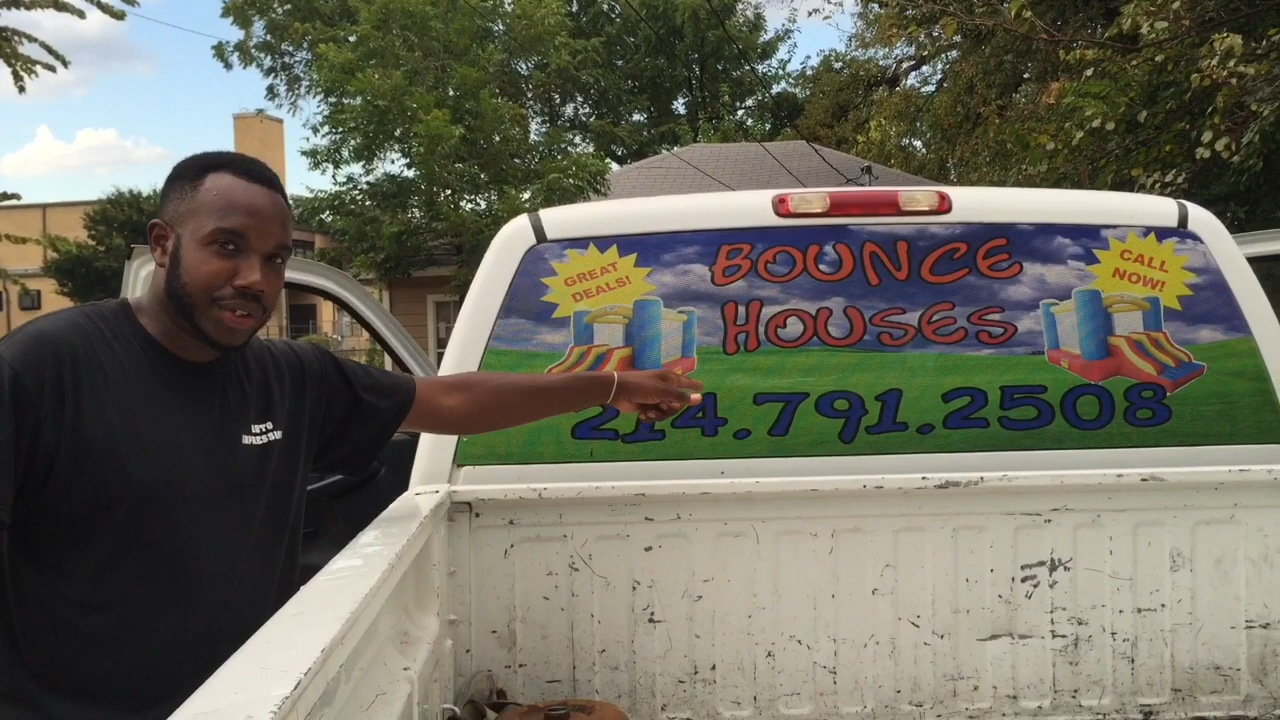 GREAT
DEALS!
BOUNCE
HOUSES
CALL
NOW!
214.791.2508